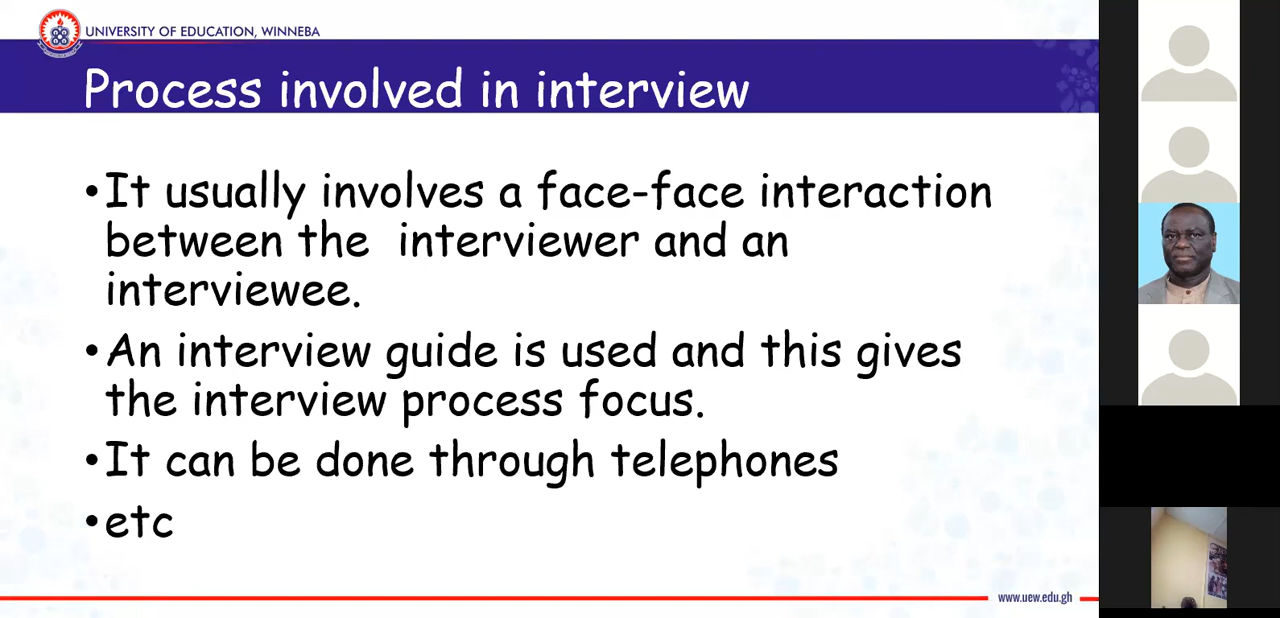 UNIVERSITY OF EDUCATION, WINNEBA
Process involved in interview
•It usually involves a face-face interaction
between the interviewer and an
interviewee.
•An interview guide is used and this gives
the interview process focus.
•It can be done through telephones
•etc
www.uew.edu.gh